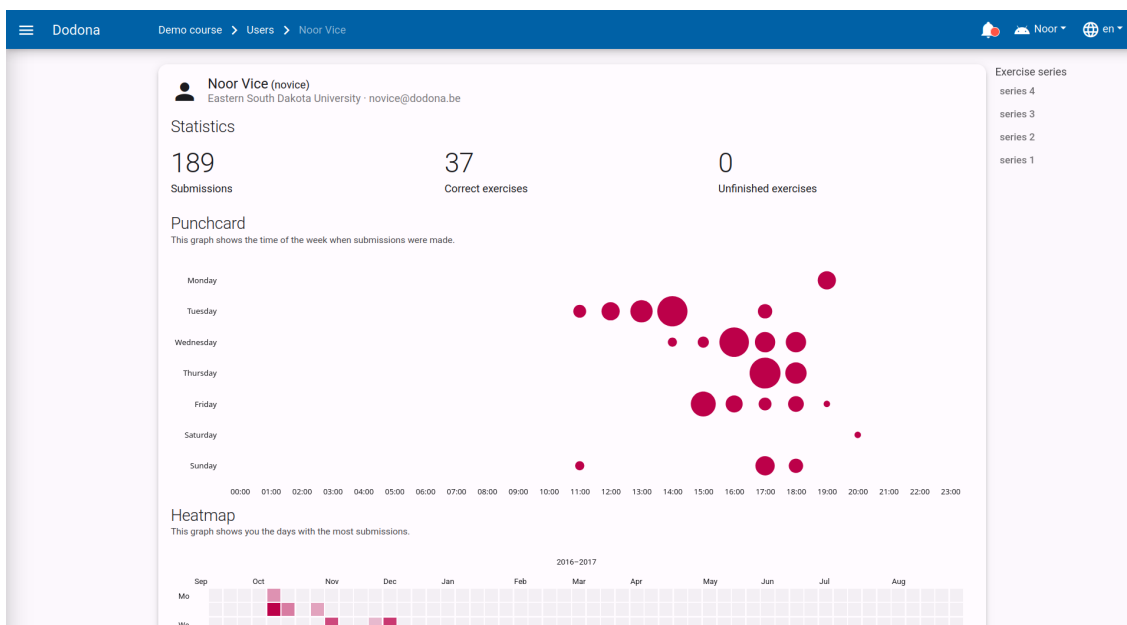 Dodona Demo course Users Noor Vice Noor en
Exercise series
series 4
series 3
series 2
series 1
Noor Vice (novice)
Eastern South Dakota University · novice@dodona.be
Statistics
189 37 0
Submissions Correct exercises Unfinished exercises
Punchcard
This graph shows the time of the week when submissions were made.
Monday
Tuesday
Wednesday
Thursday
Friday
Saturday
Sunday
00:00 01:00 02:00 03:00 04:00 05:00 06:00 07:00 08:00 09:00 10:00 11:00 12:00 13:00 14:00 15:00 16:00 17:00 18:00 19:00 20:00 21:00 22:00 23:00
Heatmap
This graph shows you the days with the most submissions.
2016–2017
Sep Oct Nov Dec Jan Feb Mar Apr May Jun Jul Aug
Mo
We